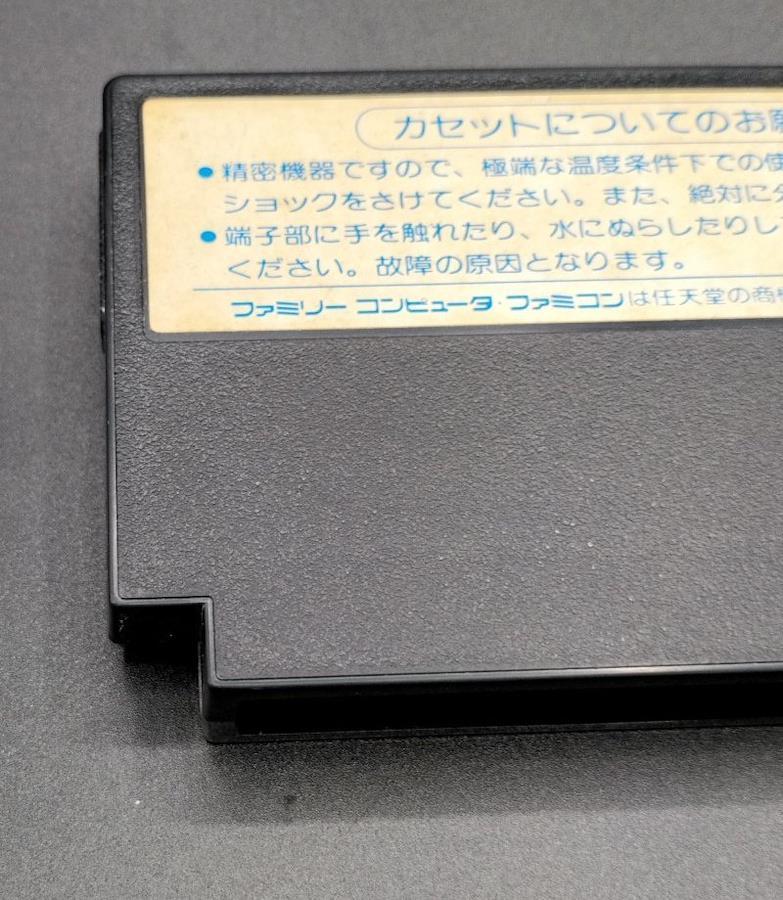 カセットについてのお願
●精密機器ですので、極端な温度条件下での使
ショックをさけてください。また、絶対に分
●端子部に手を触れたり、水にぬらしたりし
ください。故障の原因となります。
ファミリー コンピュータ・ファミコンは任天堂の商標